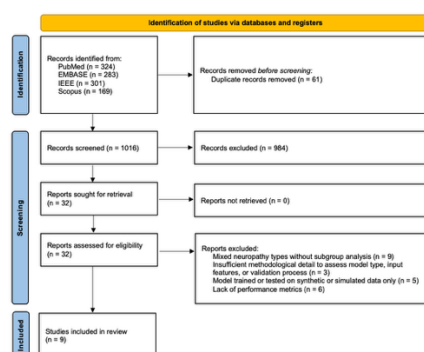 Identification of studies via databases and registers
Identification
Records identified from:
PubMed (n = 324)
EMBASE (n = 283)
IEEE (n = 301)
Scopus (n = 169)
Records removed before screening:
Duplicate records removed (n = 61)
Screening
Records screened (n = 1016)
Records excluded (n = 984)
Reports sought for retrieval
(n = 32)
Reports not retrieved (n = 0)
Reports assessed for eligibility
(n = 32)
Reports excluded:
Mixed neuropathy types without subgroup analysis (n = 9)
Insufficient methodological detail to assess model type, input
features, or validation process (n = 3)
Model trained or tested on synthetic or simulated data only (n = 5)
Lack of performance metrics (n = 6)
Included
Studies included in review
(n = 9)